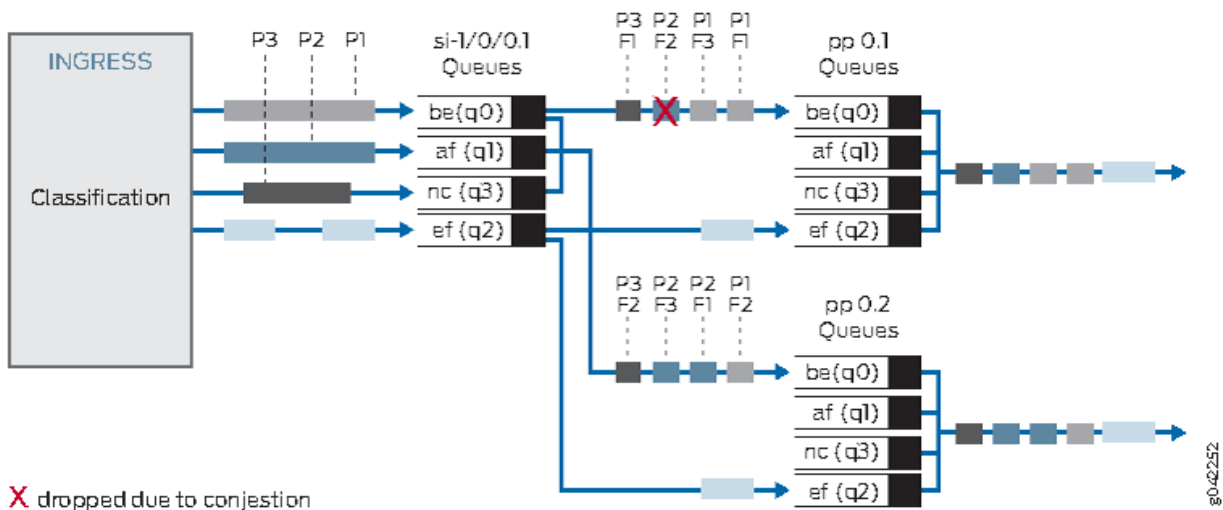 INGRESS
Classification
P3 P2 P1
si-1/0/0.1
Queues
be(q0)
af (q1)
nc (q3)
ef (q2)
P3 P2 P1 P1
F1 F2 F3 F1
X
pp 0.1
Queues
be(q0)
af (q1)
nc (q3)
ef (q2)
P3 P2 P2 P1
F2 F3 F1 F2
pp 0.2
Queues
be(q0)
af (q1)
nc (q3)
ef (q2)
X dropped due to conjestion
g042252